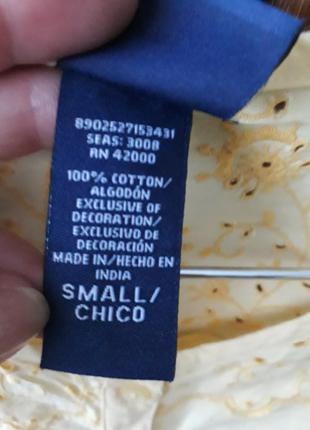 8902527153431
SEAS: 3008
RN 42000
100% COTTON/
ALGODÓN
EXCLUSIVE OF
DECORATION/
EXCLUSIVO DE
DECORACIÓN
MADE IN/HECHO EN
INDIA
SMALL/
CHICO